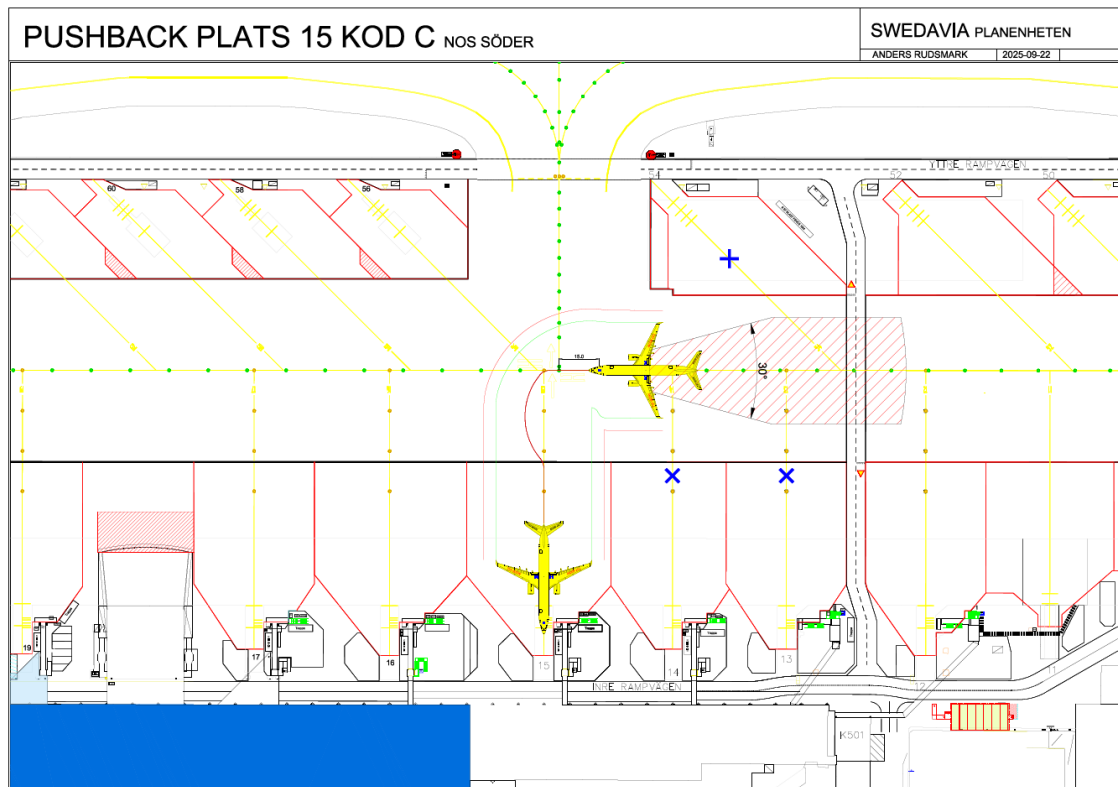 PUSHBACK PLATS 15 KOD C NOS SÖDER
SWEDAVIA PLANENHETEN
ANDERS RUDSMARK 2025-09-22
YTTRE RAMPVÄGEN
60
58
56
54
52
50
15,0
30°
19
17
16
15
14
13
12
11
INRE RAMPVÄGEN
K501